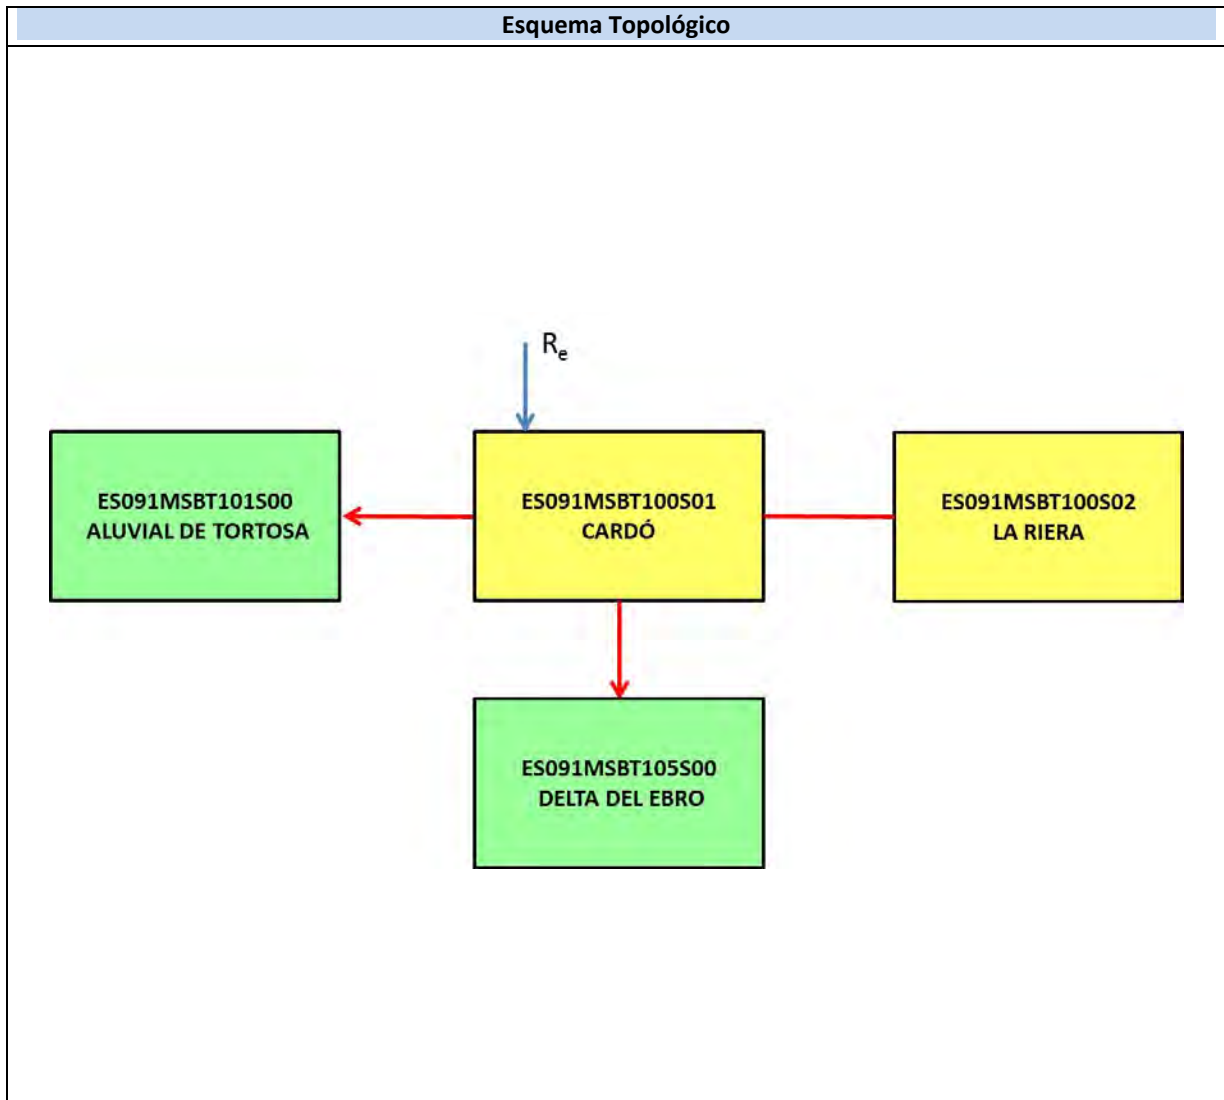 Esquema Topológico
Re
ES091MSBT101S00
ALUVIAL DE TORTOSA
ES091MSBT100S01
CARDÓ
ES091MSBT100S02
LA RIERA
ES091MSBT105S00
DELTA DEL EBRO